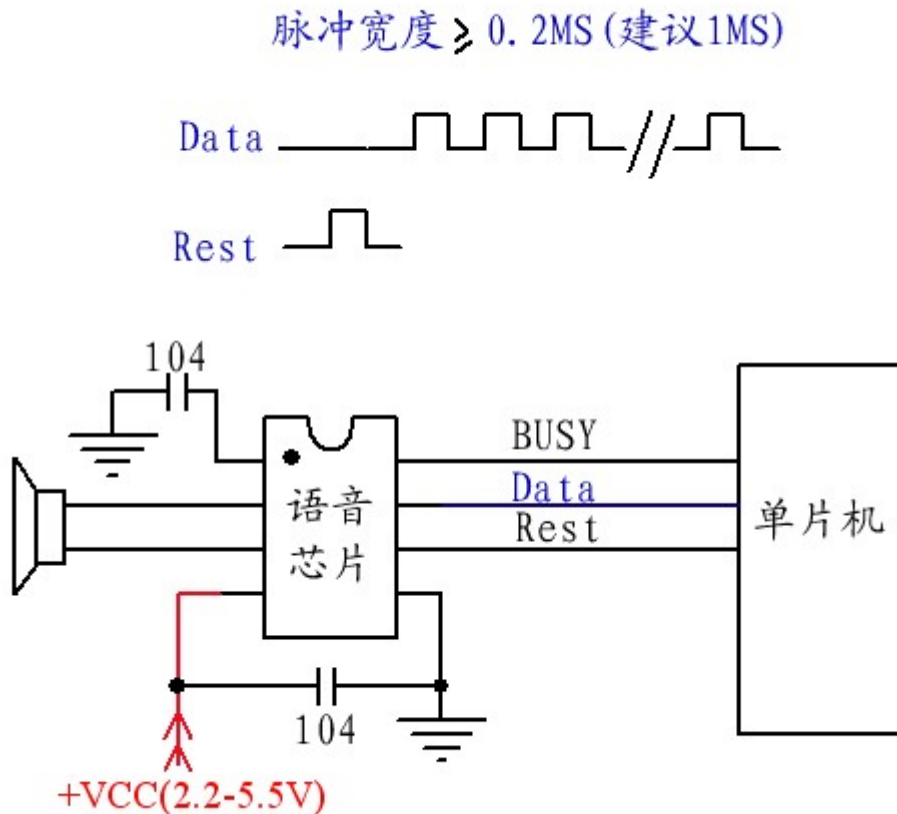 脉冲宽度≥0.2MS(建议1MS)
Data
Rest
104
BUSY
Data
Rest
语音
芯片
单片机
104
+VCC(2.2-5.5V)